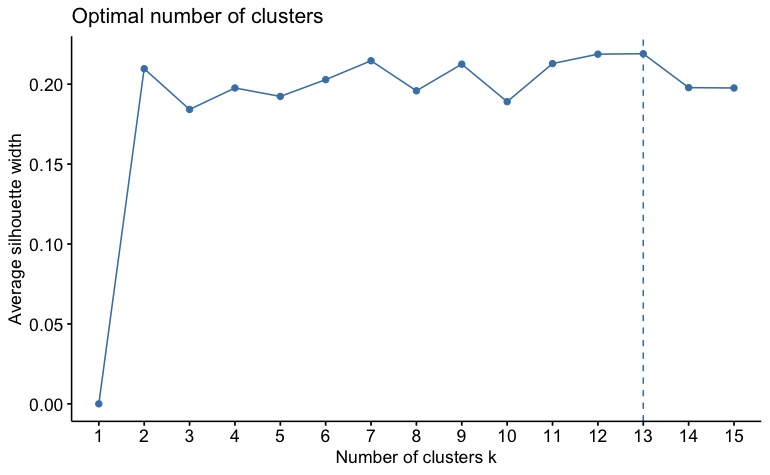 Optimal number of clusters
Average silhouette width
0.20
0.15
0.10
0.05
0.00
1 2 3 4 5 6 7 8 9 10 11 12 13 14 15
Number of clusters k